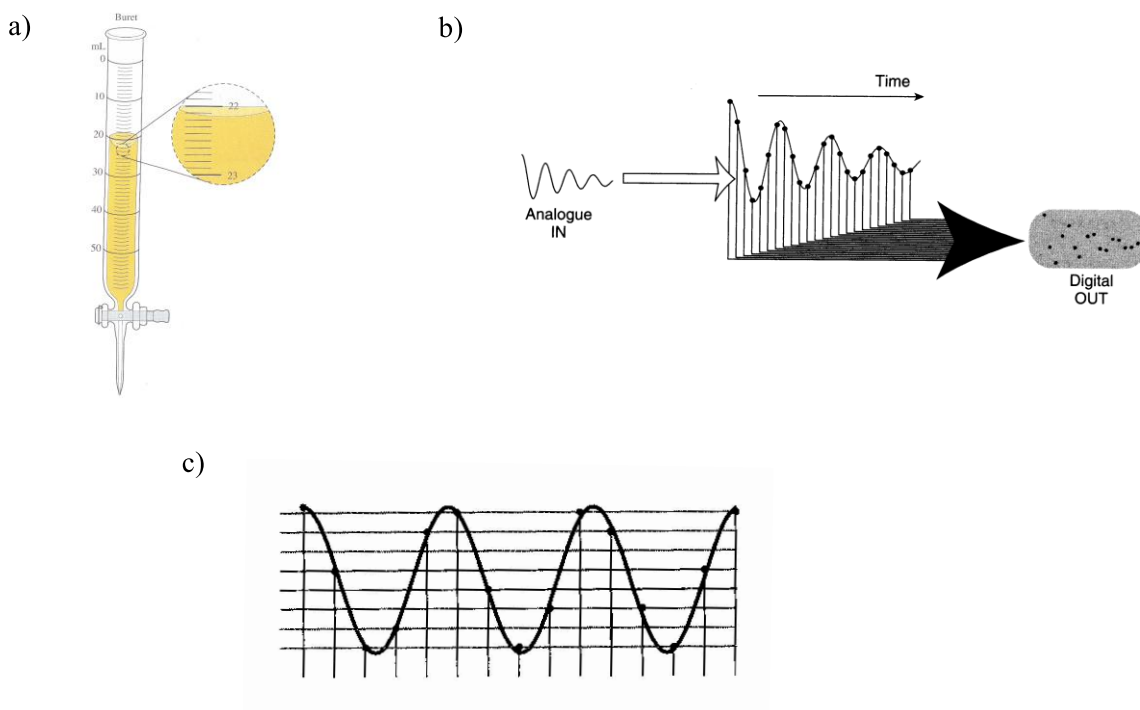 a)
Buret
mL
0
10
20
30
40
50
22
23
b)
Time
Analogue
IN
Digital
OUT
c)